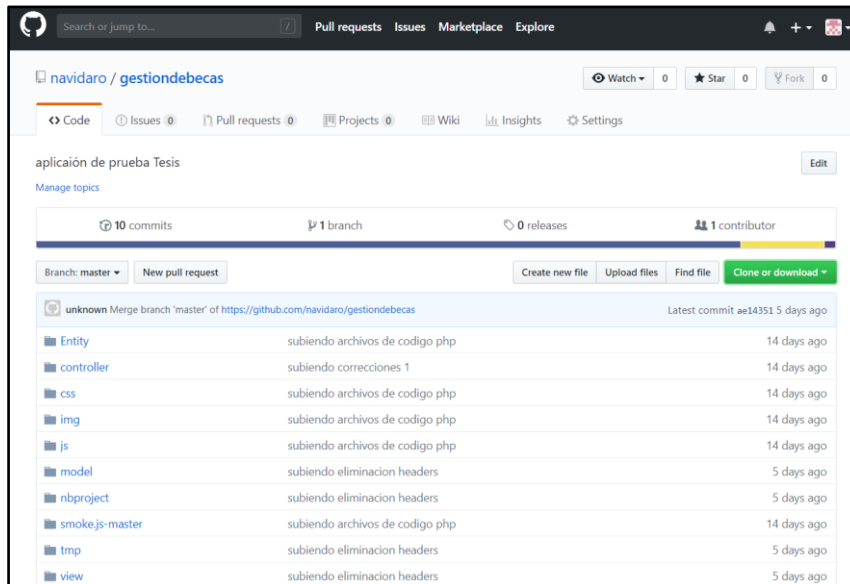 Search or jump to... / Pull requests Issues Marketplace Explore
navidaro / gestiondebecas Watch 0 Star 0 Fork 0
Code Issues 0 Pull requests 0 Projects 0 Wiki Insights Settings
aplicaión de prueba Tesis Edit
Manage topics
10 commits 1 branch 0 releases 1 contributor
Branch: master New pull request Create new file Upload files Find file Clone or download
unknown Merge branch 'master' of https://github.com/navidaro/gestiondebecas Latest commit ae14351 5 days ago
Entity subiendo archivos de codigo php 14 days ago
controller subiendo correcciones 1 14 days ago
css subiendo archivos de codigo php 14 days ago
img subiendo archivos de codigo php 14 days ago
js subiendo archivos de codigo php 14 days ago
model subiendo eliminacion headers 5 days ago
nbproject subiendo eliminacion headers 5 days ago
smoke.js-master subiendo archivos de codigo php 14 days ago
tmp subiendo eliminacion headers 5 days ago
view subiendo eliminacion headers 5 days ago